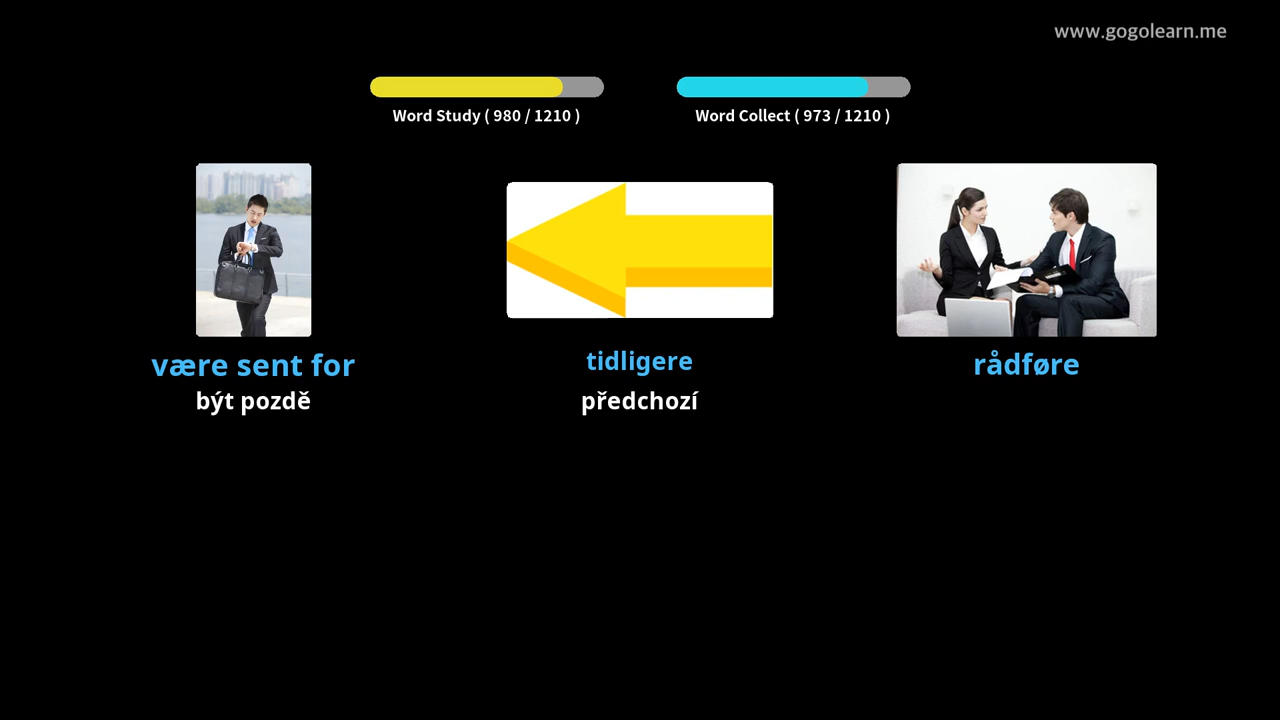 www.gogolearn.me
Word Study ( 980 / 1210 )
Word Collect ( 973 / 1210 )
være sent for
být pozdě
tidligere
předchozí
rådføre